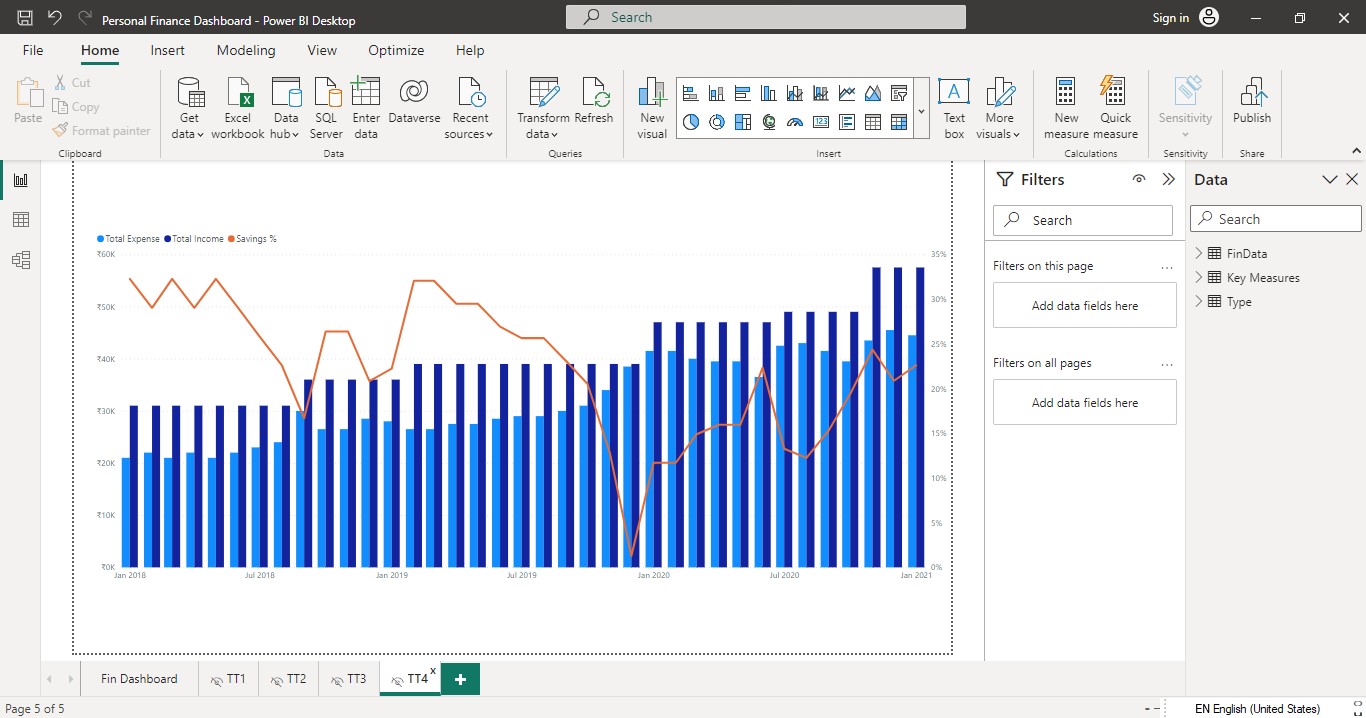 Personal Finance Dashboard - Power BI Desktop
Search
Sign in
File Home Insert Modeling View Optimize Help
Paste
Cut
Copy
Format painter
Clipboard
Get data
Excel workbook
Data hub
SQL Server
Enter data
Dataverse
Recent sources
Data
Transform data
Refresh
Queries
New visual
123
A
Text box
More visuals
Insert
New measure
Quick measure
Calculations
Sensitivity
Sensitivity
Publish
Share
Total Expense Total Income Savings %
₹60K
₹50K
₹40K
₹30K
₹20K
₹10K
₹0K
35%
30%
25%
20%
15%
10%
5%
0%
Jan 2018 Jul 2018 Jan 2019 Jul 2019 Jan 2020 Jul 2020 Jan 2021
Filters
Search
Filters on this page
Add data fields here
Filters on all pages
Add data fields here
Data
Search
FinData
Key Measures
Type
Fin Dashboard TT1 TT2 TT3 TT4 x +
Page 5 of 5
EN English (United States)